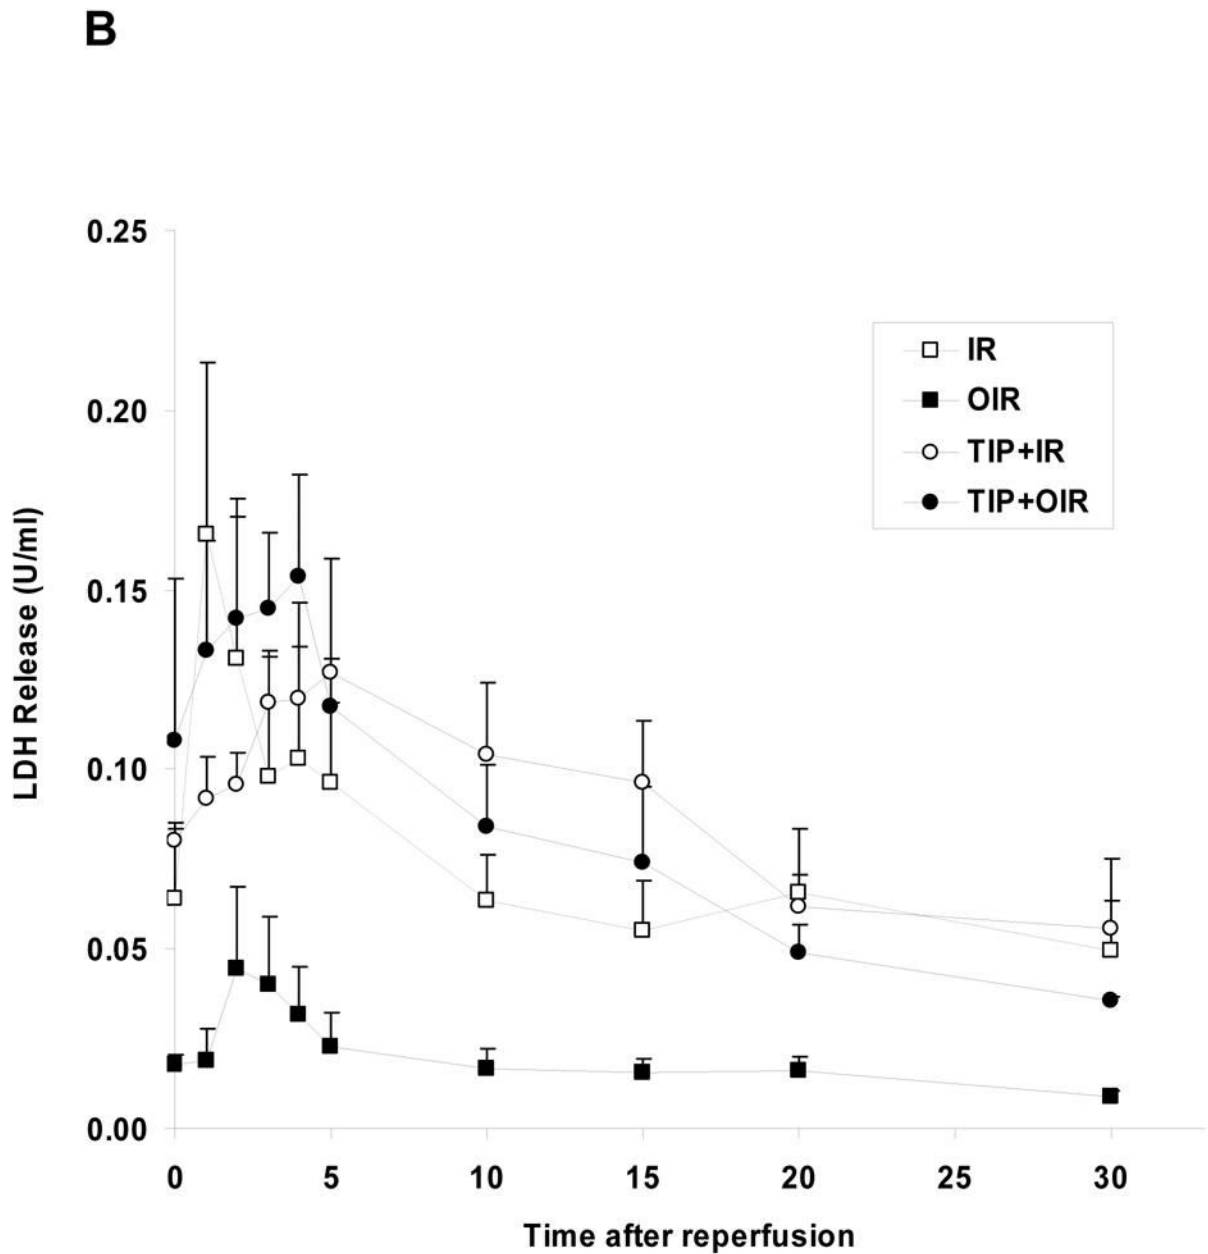 B
0.25
0.20
0.15
0.10
0.05
0.00
LDH Release (U/ml)
IR
OIR
TIP+IR
TIP+OIR
0 5 10 15 20 25 30
Time after reperfusion